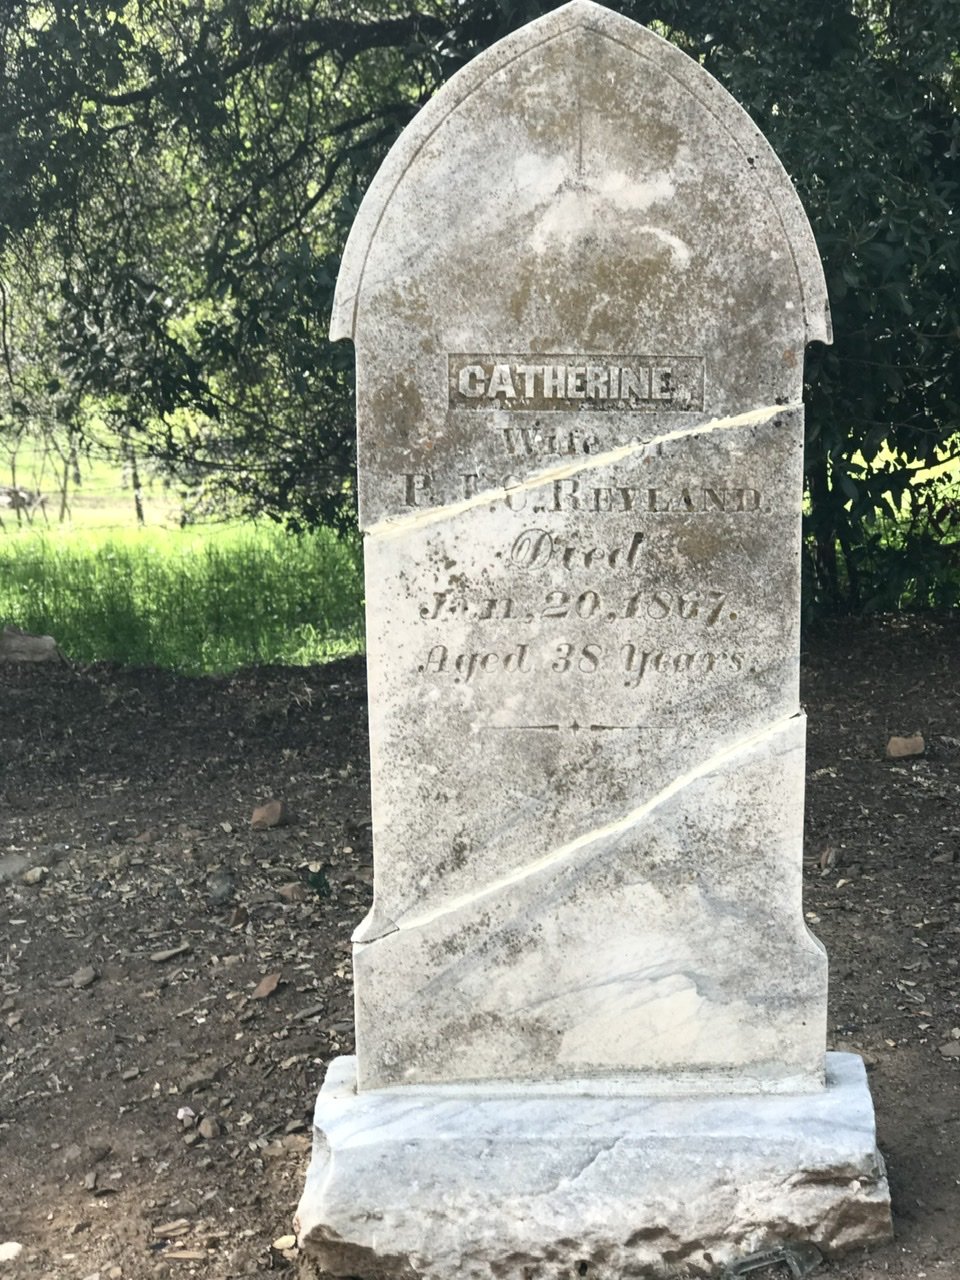 CATHERINE,
Wife of
P. F. C. REYLAND.
Died
Jan, 20, 1867.
Aged 38 Years.